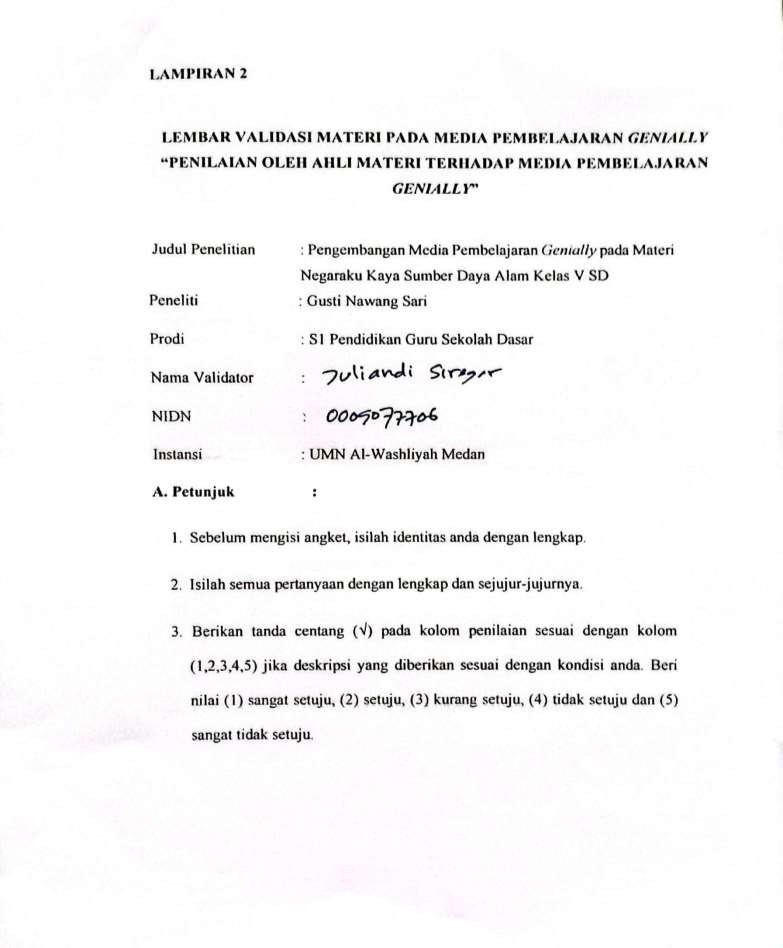 LAMPIRAN 2
LEMBAR VALIDASI MATERI PADA MEDIA PEMBELAJARAN GENIALLY
“PENILAIAN OLEH AHLI MATERI TERHADAP MEDIA PEMBELAJARAN
GENIALLY”
Judul Penelitian : Pengembangan Media Pembelajaran Genially pada Materi
Negaraku Kaya Sumber Daya Alam Kelas V SD
Peneliti : Gusti Nawang Sari
Prodi : S1 Pendidikan Guru Sekolah Dasar
Nama Validator : Juliandi Siregar
NIDN : 0009077706
Instansi : UMN Al-Washliyah Medan
A. Petunjuk :
1. Sebelum mengisi angket, isilah identitas anda dengan lengkap.
2. Isilah semua pertanyaan dengan lengkap dan sejujur-jujurnya.
3. Berikan tanda centang (√) pada kolom penilaian sesuai dengan kolom
(1,2,3,4,5) jika deskripsi yang diberikan sesuai dengan kondisi anda. Beri
nilai (1) sangat setuju, (2) setuju, (3) kurang setuju, (4) tidak setuju dan (5)
sangat tidak setuju.